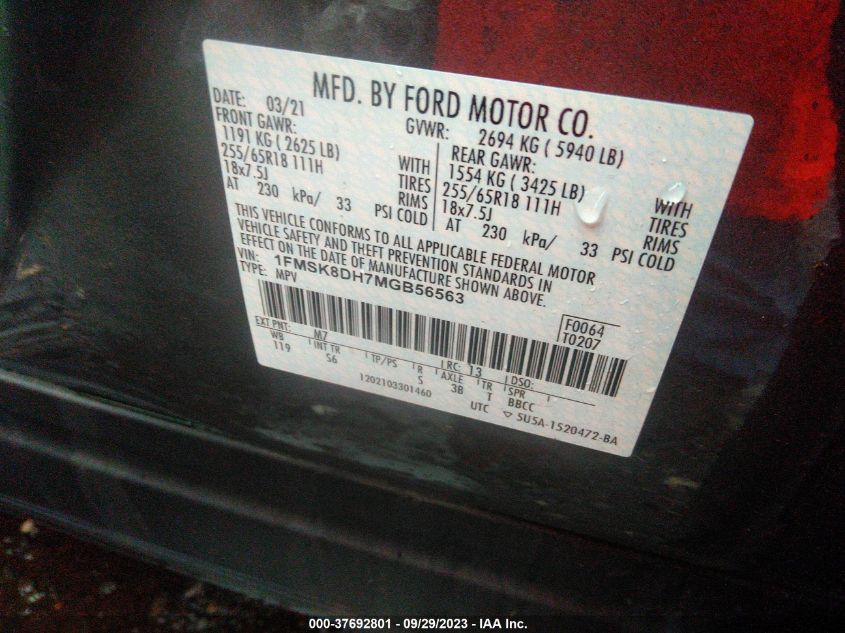 MFD. BY FORD MOTOR CO.
DATE: 03/21 GVWR: 2694 KG ( 5940 LB)
FRONT GAWR: REAR GAWR:
1191 KG ( 2625 LB) WITH 1554 KG ( 3425 LB) WITH
255/65R18 111H TIRES 255/65R18 111H TIRES
18x7.5J RIMS 18x7.5J RIMS
AT 230 kPa/ 33 PSI COLD AT 230 kPa/ 33 PSI COLD
THIS VEHICLE CONFORMS TO ALL APPLICABLE FEDERAL MOTOR
VEHICLE SAFETY AND THEFT PREVENTION STANDARDS IN
EFFECT ON THE DATE OF MANUFACTURE SHOWN ABOVE.
VIN: 1FMSK8DH7MGB56563
TYPE: MPV
F0064
T0207
EXT PNT: M7 RC: 13 DSO:
WB INT TR TP/PS R AXLE TR SPR
119 S6 S 3B T BBCC
1202103301460 UTC ▽ 5U5A-1520472-BA
000-37692801 - 09/29/2023 - IAA Inc.